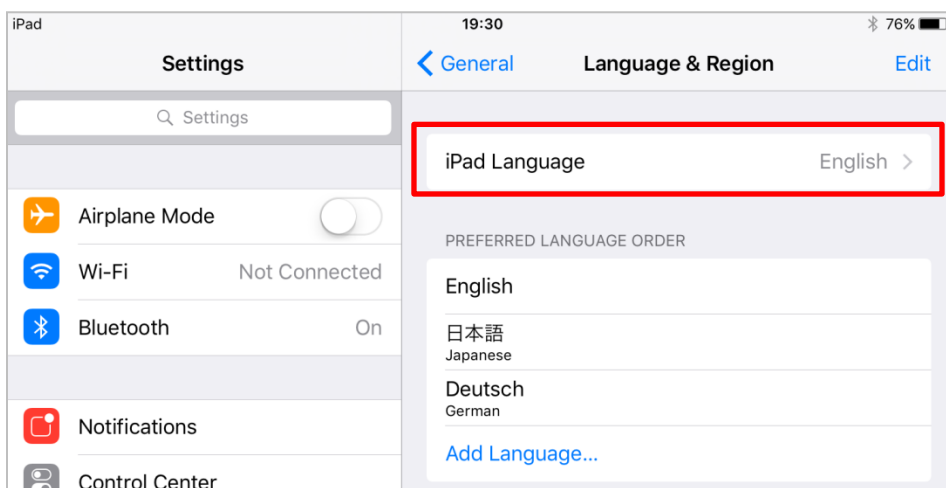 iPad
19:30
76%
Settings
Settings
Airplane Mode
Wi-Fi Not Connected
Bluetooth On
Notifications
Control Center
General Language & Region Edit
iPad Language English
PREFERRED LANGUAGE ORDER
English
日本語
Japanese
Deutsch
German
Add Language...